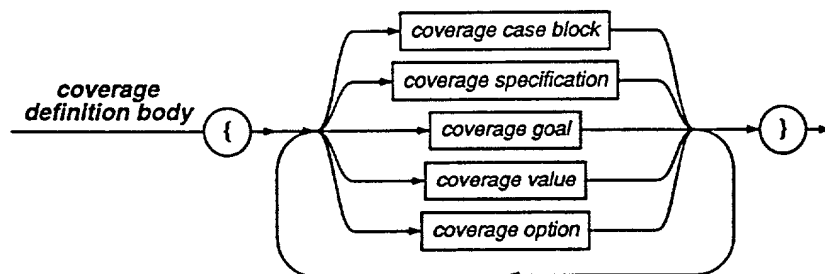 coverage case block
coverage specification
coverage
definition body
{
coverage goal
}
coverage value
coverage option